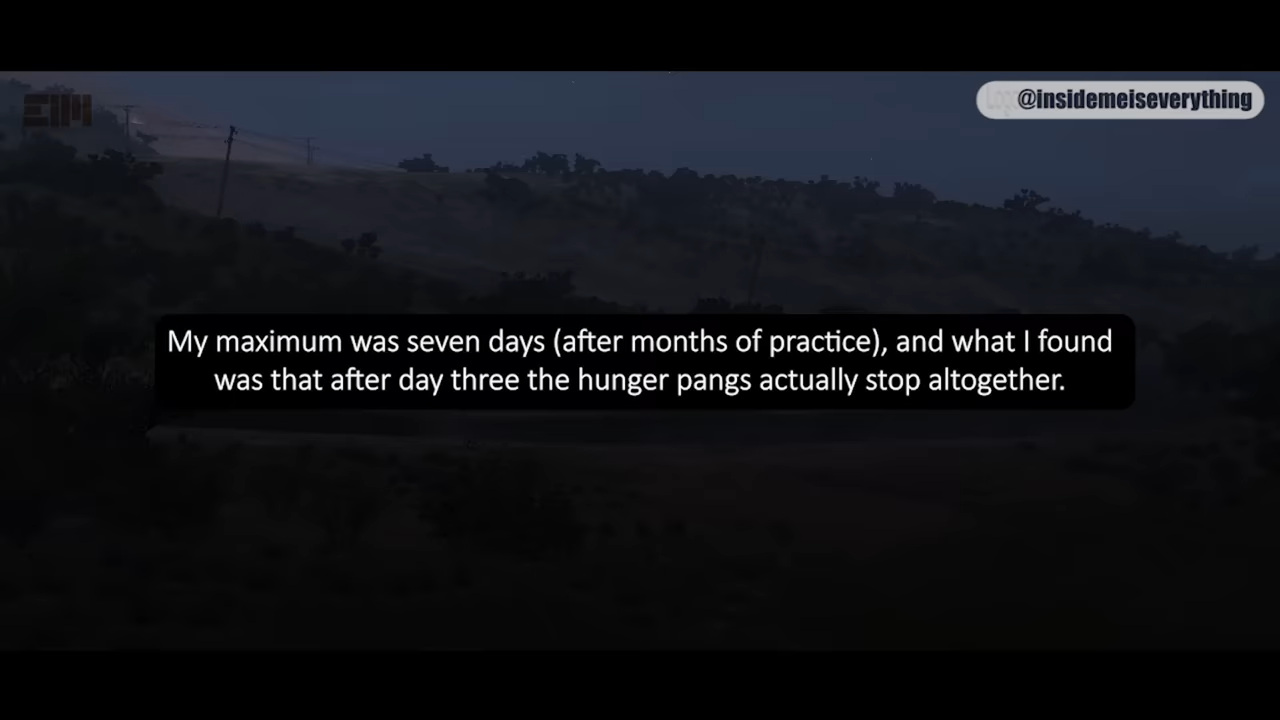 EIM
@insidemeiseverything
My maximum was seven days (after months of practice), and what I found
was that after day three the hunger pangs actually stop altogether.